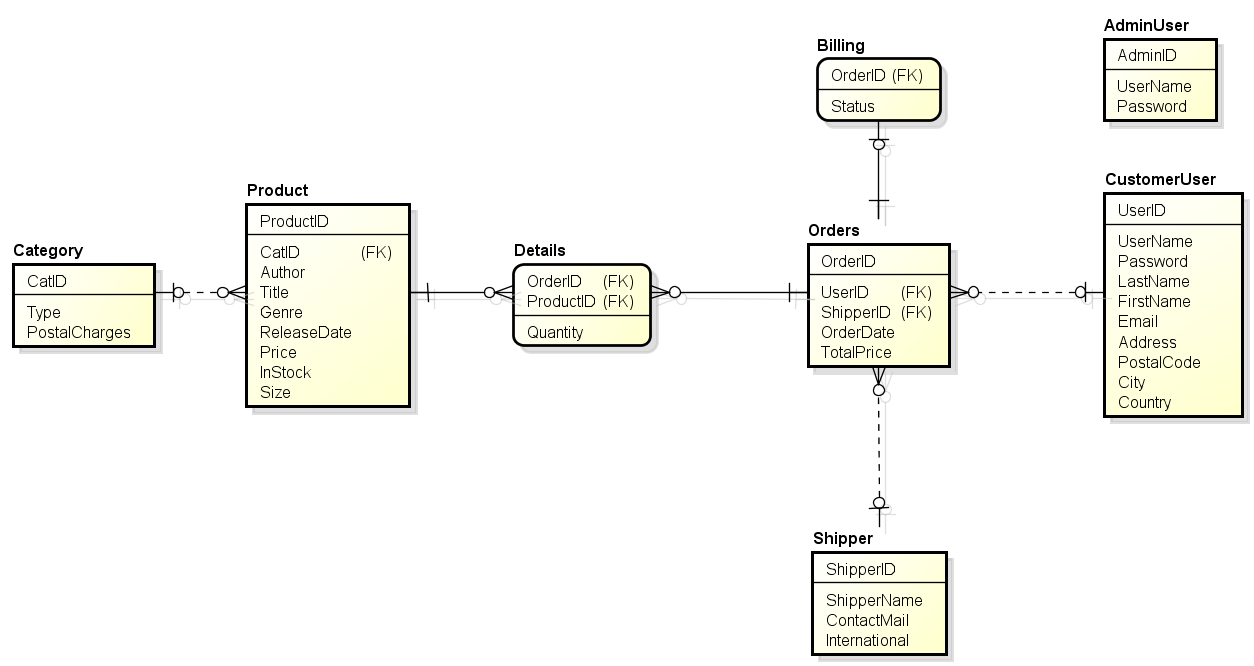 AdminUser
AdminID
UserName
Password
Billing
OrderID (FK)
Status
CustomerUser
UserID
UserName
Password
LastName
FirstName
Email
Address
PostalCode
City
Country
Product
ProductID
CatID (FK)
Author
Title
Genre
ReleaseDate
Price
InStock
Size
Category
CatID
Type
PostalCharges
Details
OrderID (FK)
ProductID (FK)
Quantity
Orders
OrderID
UserID (FK)
ShipperID (FK)
OrderDate
TotalPrice
Shipper
ShipperID
ShipperName
ContactMail
International